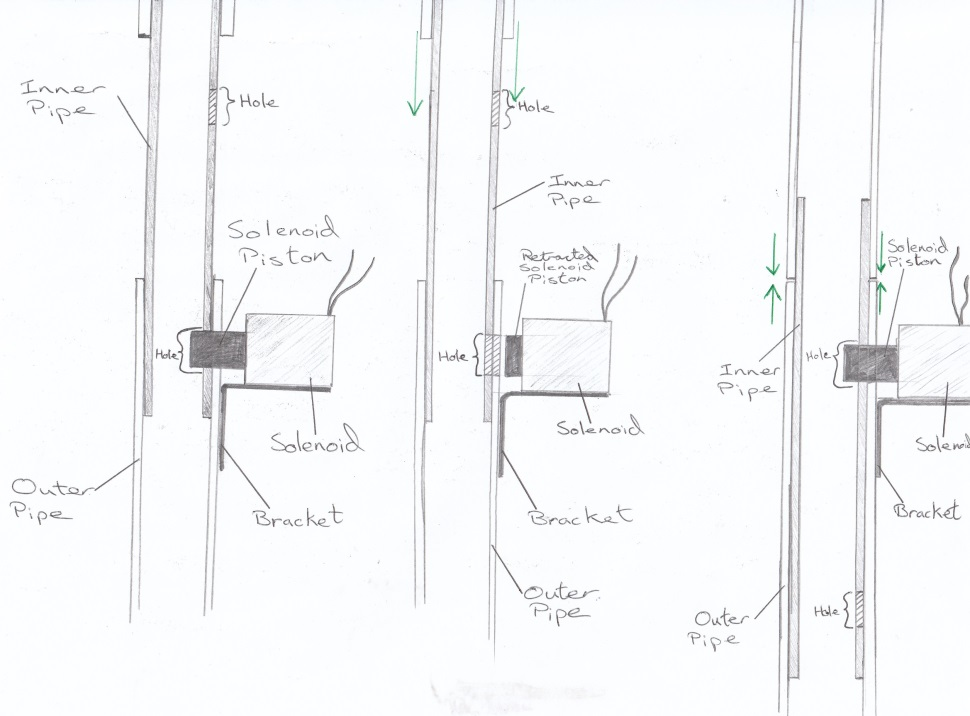 Inner
Pipe
Hole
Solenoid
Piston
Hole
Solenoid
Outer
Pipe
Bracket
Hole
Inner
Pipe
Retracted
Solenoid
Piston
Hole
Solenoid
Bracket
Outer
Pipe
Solenoid
Piston
Hole
Inner
Pipe
Solenoid
Bracket
Hole
Outer
Pipe